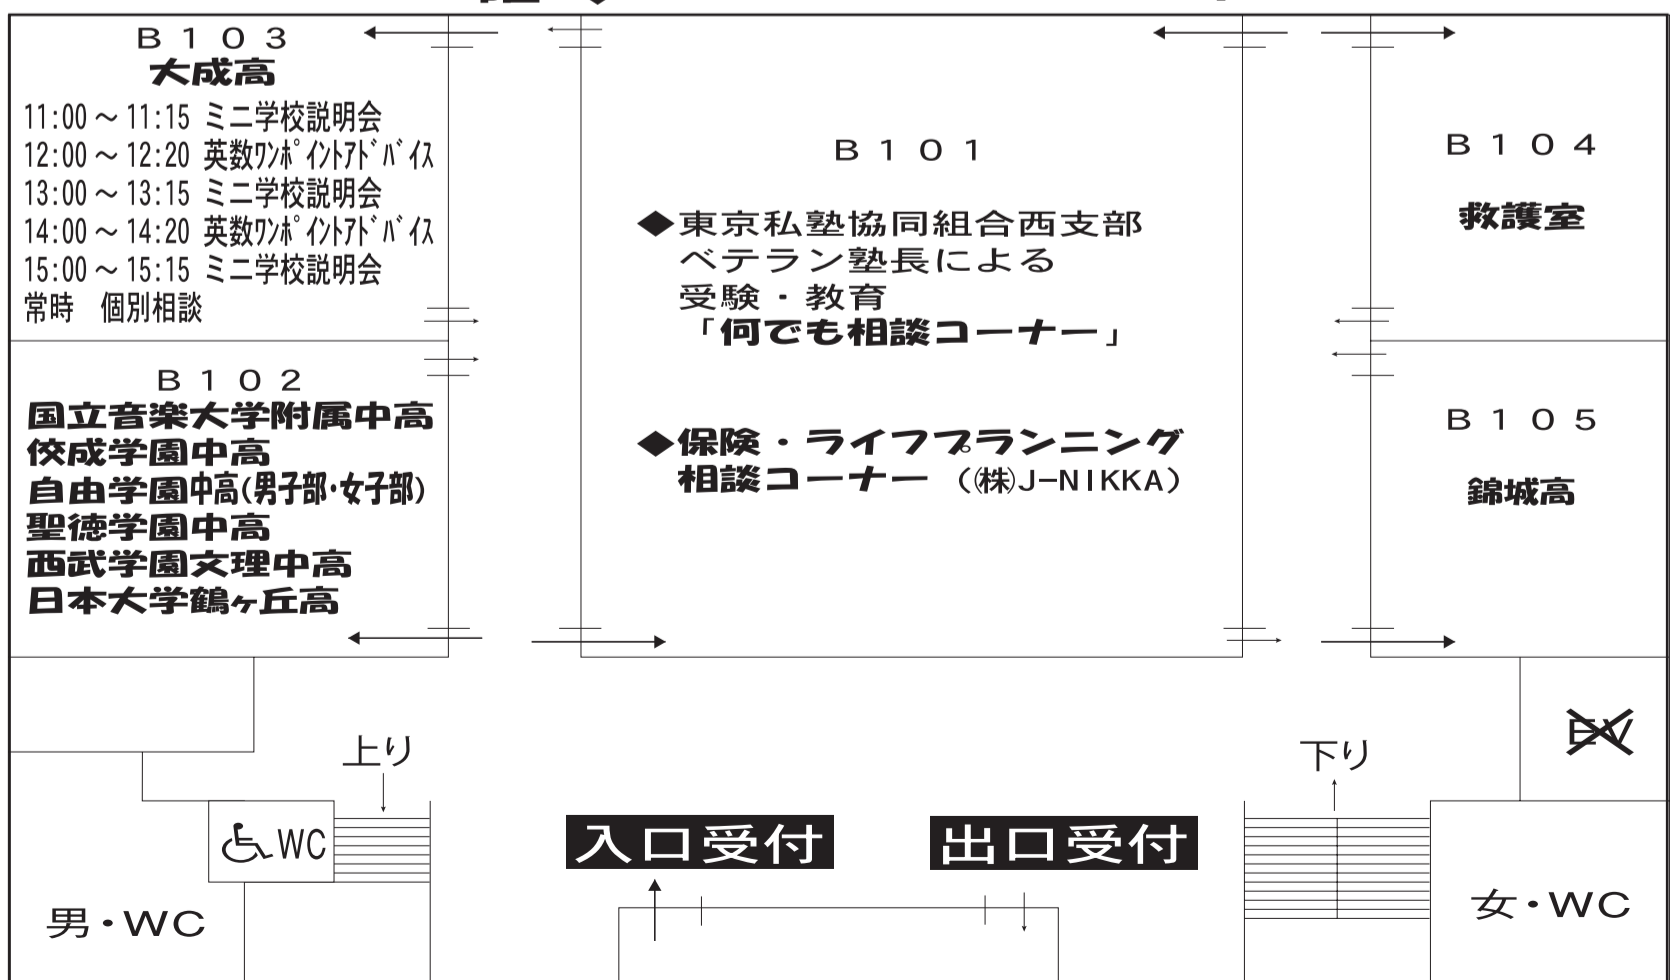 B103
大成高
11:00～11:15 ミニ学校説明会
12:00～12:20 英数ﾜﾝﾎﾟｲﾝﾄｱﾄﾞﾊﾞｲｽ
13:00～13:15 ミニ学校説明会
14:00～14:20 英数ﾜﾝﾎﾟｲﾝﾄｱﾄﾞﾊﾞｲｽ
15:00～15:15 ミニ学校説明会
常時　個別相談
B102
国立音楽大学附属中高
佼成学園中高
自由学園中高(男子部・女子部)
聖徳学園中高
西武学園文理中高
日本大学鶴ヶ丘高
B101
◆東京私塾協同組合西支部
ベテラン塾長による
受験・教育
「何でも相談コーナー」
◆保険・ライフプランニング
相談コーナー（㈱J-NIKKA）
B104
救護室
B105
錦城高
EV
上り
下り
WC
入口受付
出口受付
男・WC
女・WC